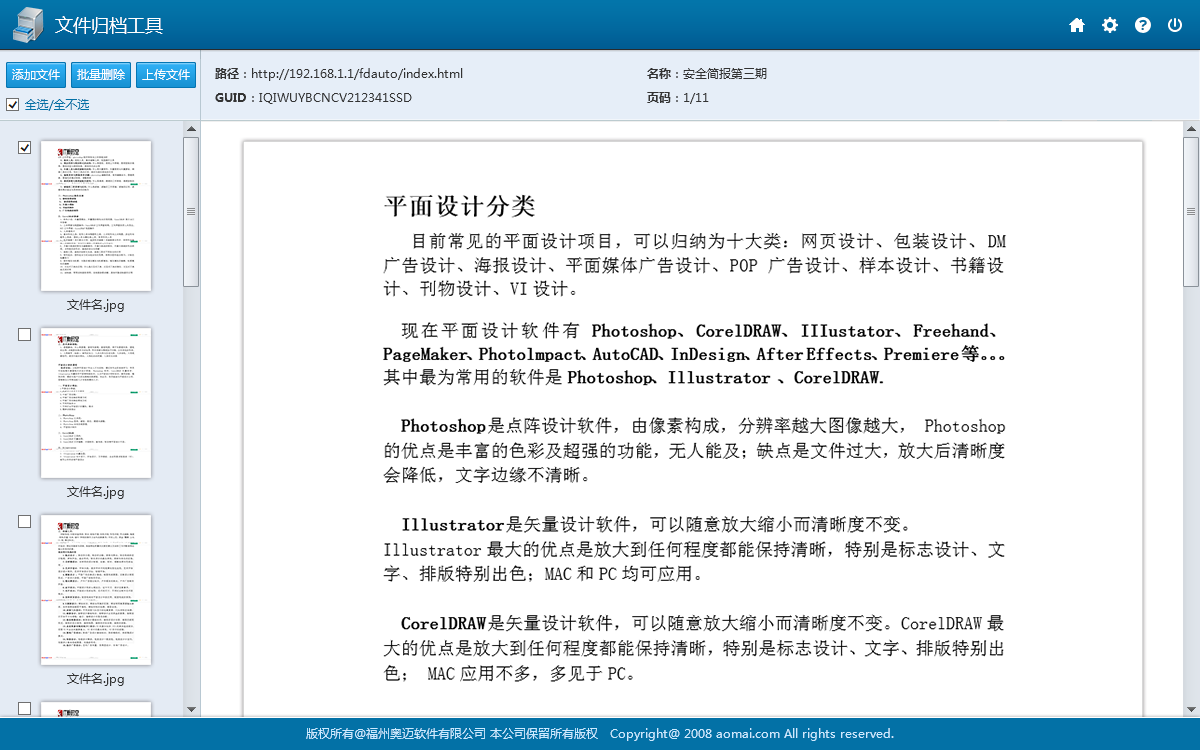 文件归档工具
添加文件 批量删除 上传文件
全选/全不选
路径：http://192.168.1.1/fdauto/index.html
名称：安全简报第三期
GUID：IQIWUYBCNCV212341SSD
页码：1/11
文件名.jpg
文件名.jpg
文件名.jpg
平面设计分类
目前常见的平面设计项目，可以归纳为十大类：网页设计、包装设计、DM
广告设计、海报设计、平面媒体广告设计、POP 广告设计、样本设计、书籍设
计、刊物设计、VI 设计。
现在平面设计软件有 Photoshop、CorelDRAW、IIIustator、Freehand、
PageMaker、Photolmpact、AutoCAD、InDesign、After Effects、Premiere 等。。。
其中最为常用的软件是 Photoshop、Illustrator 、CorelDRAW.
Photoshop是点阵设计软件，由像素构成，分辨率越大图像越大， Photoshop
的优点是丰富的色彩及超强的功能，无人能及；缺点是文件过大，放大后清晰度
会降低，文字边缘不清晰。
Illustrator是矢量设计软件，可以随意放大缩小而清晰度不变。
Illustrator 最大的优点是放大到任何程度都能保持清晰，特别是标志设计、文
字、排版特别出色；MAC 和 PC 均可应用。
CorelDRAW是矢量设计软件，可以随意放大缩小而清晰度不变。CorelDRAW 最
大的优点是放大到任何程度都能保持清晰，特别是标志设计、文字、排版特别出
色； MAC 应用不多，多见于 PC。
版权所有@福州奥迈软件有限公司 本公司保留所有版权 Copyright@ 2008 aomai.com All rights reserved.